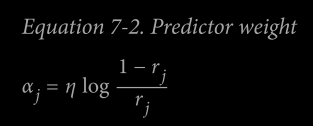 Equation 7-2. Predictor weight
αj = η log (1 − rj) / rj